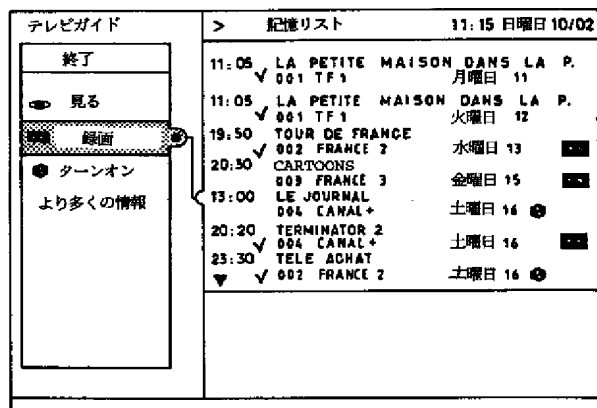 テレビガイド
> 記憶リスト 11:15 日曜日 10/02
終了
見る
録画
ターンオン
より多くの情報
11:05 LA PETITE MAISON DANS LA P.
✓ 001 TF1 月曜日 11
11:05 LA PETITE MAISON DANS LA P.
✓ 001 TF1 火曜日 12
19:50 TOUR DE FRANCE
✓ 002 FRANCE 2 水曜日 13
20:30 CARTOONS
003 FRANCE 3 金曜日 15
13:00 LE JOURNAL
004 CANAL+ 土曜日 16
20:20 TERMINATOR 2
✓ 004 CANAL+ 土曜日 16
23:30 TELE ACHAT
✓ 002 FRANCE 2 土曜日 16